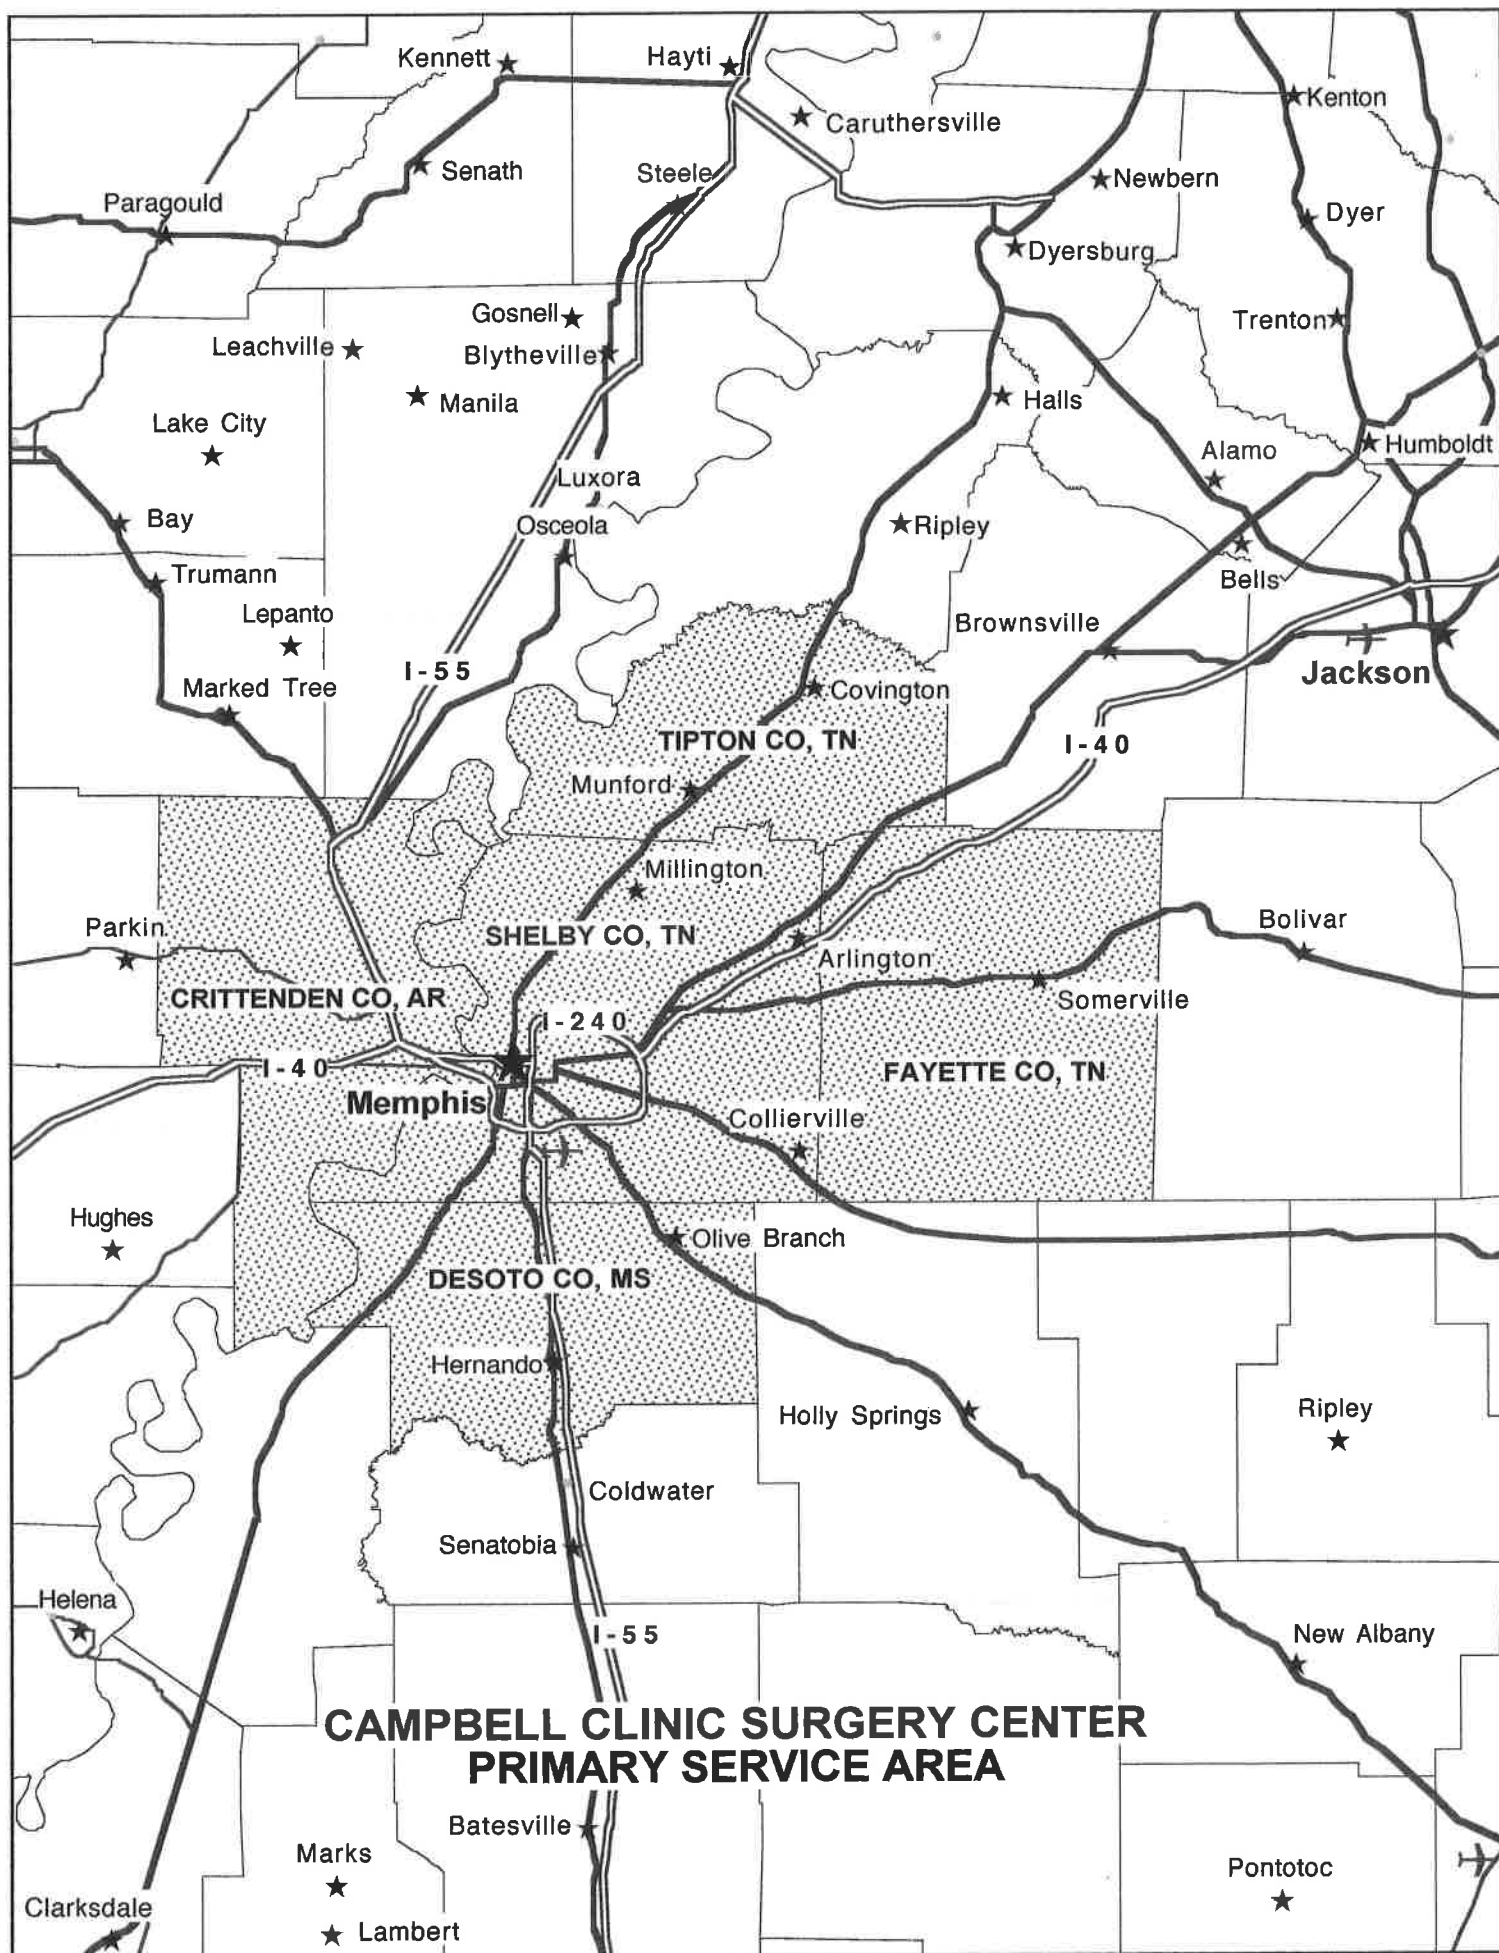 Kennett
Hayti
Caruthersville
Kenton
Senath
Steele
Newbern
Paragould
Dyer
Dyersburg
Gosnell
Trenton
Leachville
Blytheville
Manila
Halls
Lake City
Humboldt
Alamo
Luxora
Bay
Osceola
Ripley
Trumann
Bells
Lepanto
Brownsville
I-55
Jackson
Marked Tree
Covington
TIPTON CO, TN
I-40
Munford
Millington
Parkin
Bolivar
SHELBY CO, TN
Arlington
CRITTENDEN CO, AR
Somerville
I-240
I-40
FAYETTE CO, TN
Memphis
Collierville
Hughes
Olive Branch
DESOTO CO, MS
Hernando
Holly Springs
Ripley
Coldwater
Senatobia
Helena
I-55
New Albany
CAMPBELL CLINIC SURGERY CENTER
PRIMARY SERVICE AREA
Batesville
Marks
Pontotoc
Clarksdale
Lambert